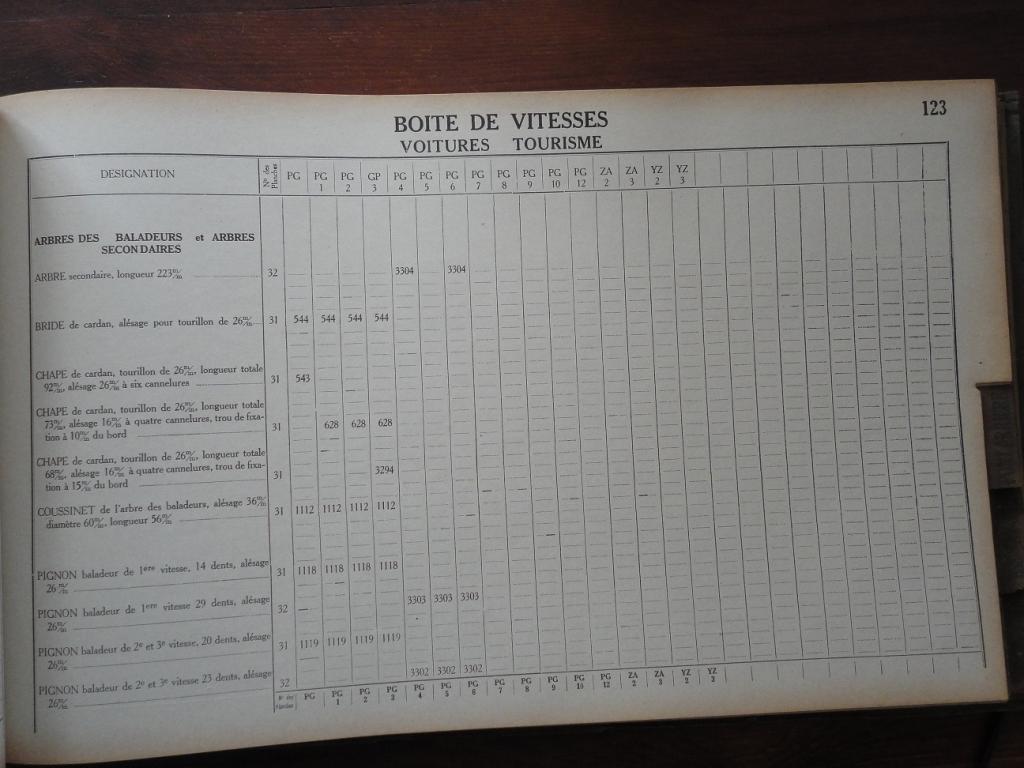 123
BOITE DE VITESSES
VOITURES TOURISME
DESIGNATION Nos des Planches PG PG 1 PG 2 GP 3 PG 4 PG 5 PG 6 PG 7 PG 8 PG 9 PG 10 PG 12 ZA 2 ZA 3 YZ 2 YZ 3
ARBRES DES BALADEURS et ARBRES
SECONDAIRES
ARBRE secondaire, longueur 223m/m 32 3304 3304
BRIDE de cardan, alésage pour tourillon de 26m/m 31 544 544 544 544
CHAPE de cardan, tourillon de 26m/m, longueur totale
92m/m, alésage 26m/m à six cannelures 31 543
CHAPE de cardan, tourillon de 26m/m, longueur totale
73m/m, alésage 16m/m à quatre cannelures, trou de fixa-
tion à 10m/m du bord 31 628 628 628
CHAPE de cardan, tourillon de 26m/m, longueur totale
68m/m, alésage 16m/m à quatre cannelures, trou de fixa-
tion à 15m/m du bord 31 3294
COUSSINET de l'arbre des baladeurs, alésage 36m/m
diamètre 60m/m, longueur 56m/m 31 1112 1112 1112 1112
PIGNON baladeur de 1ere vitesse, 14 dents, alésage
26m/m 31 1118 1118 1118 1118
PIGNON baladeur de 1ere vitesse 29 dents, alésage
26m/m 32 3303 3303 3303
PIGNON baladeur de 2e et 3e vitesse, 20 dents, alésage
26m/m 31 1119 1119 1119 1119
PIGNON baladeur de 2e et 3e vitesse 23 dents, alésage
26m/m 32 3302 3302 3302
Nos des Planches PG PG 1 PG 2 PG 3 PG 4 PG 5 PG 6 PG 7 PG 8 PG 9 PG 10 PG 12 ZA 2 ZA 3 YZ 2 YZ 3